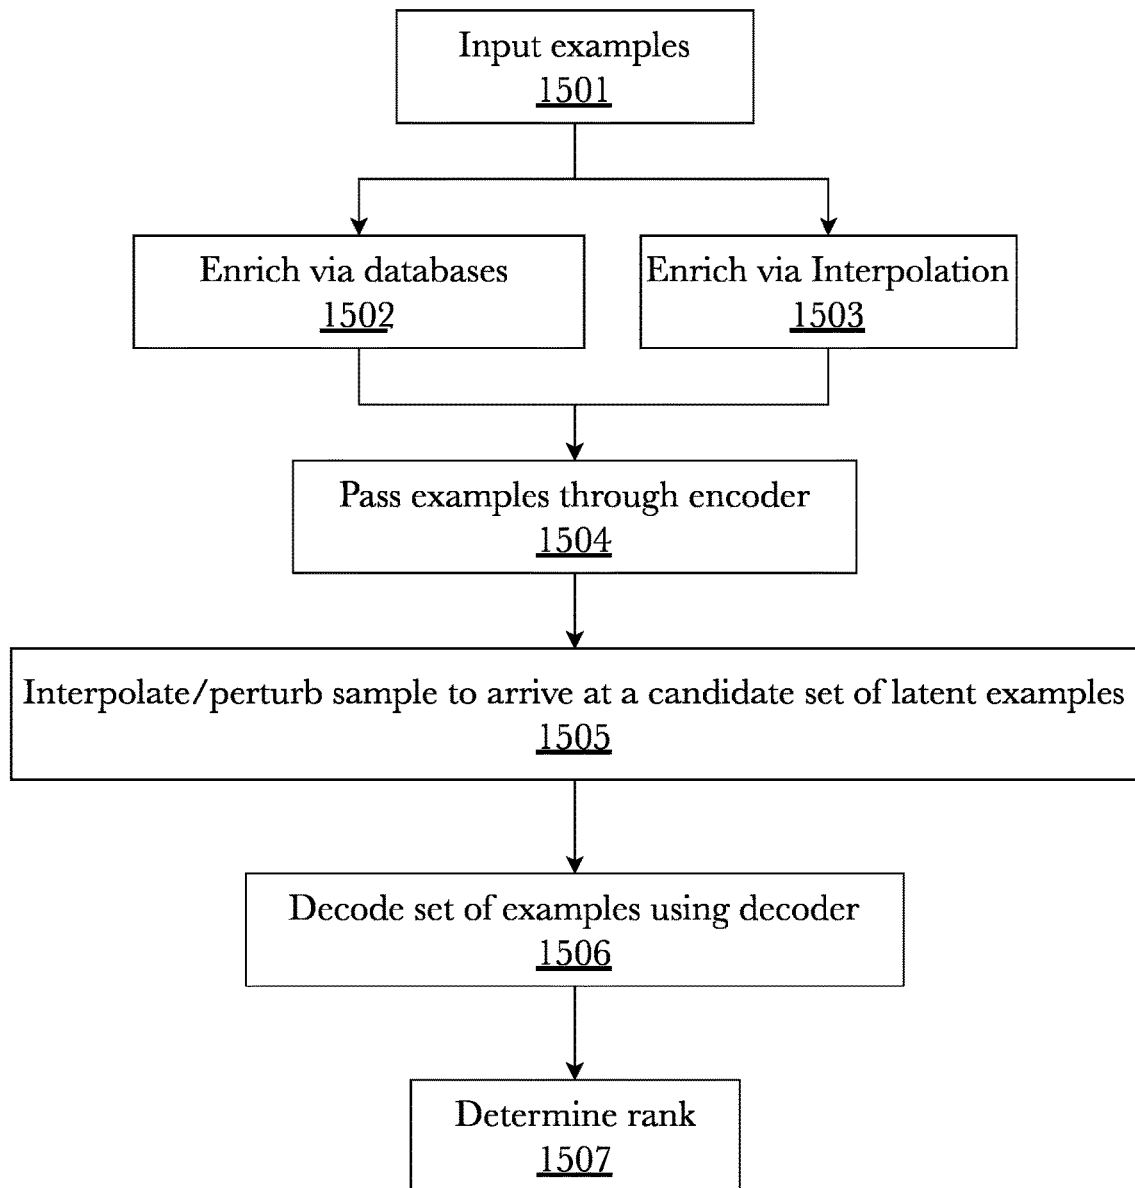 Input examples
1501
Enrich via databases
1502
Enrich via Interpolation
1503
Pass examples through encoder
1504
Interpolate/perturb sample to arrive at a candidate set of latent examples
1505
Decode set of examples using decoder
1506
Determine rank
1507